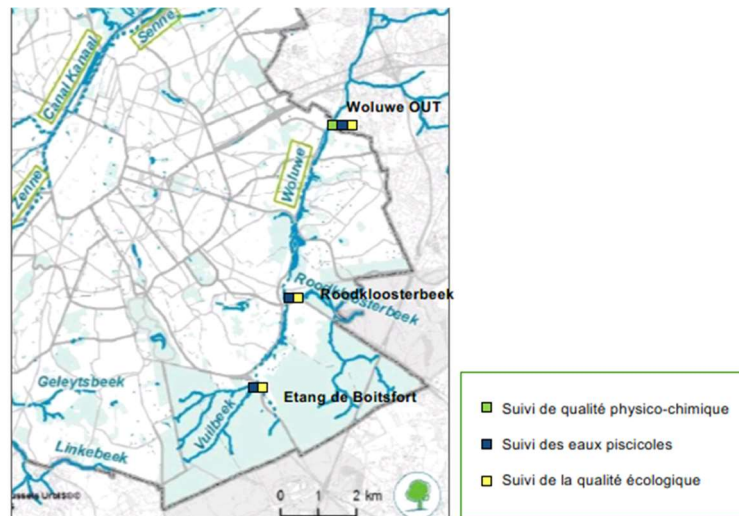 Senne
Canal Kanaal
Zenne
Woluwe OUT
Woluwe
Roodkloosterbeek
Roodkloosterbeek
Etang de Boitsfort
Geleytsbeek
Vuilbeek
Linkebeek
0 1 2 km
Suivi de qualité physico-chimique
Suivi des eaux piscicoles
Suivi de la qualité écologique